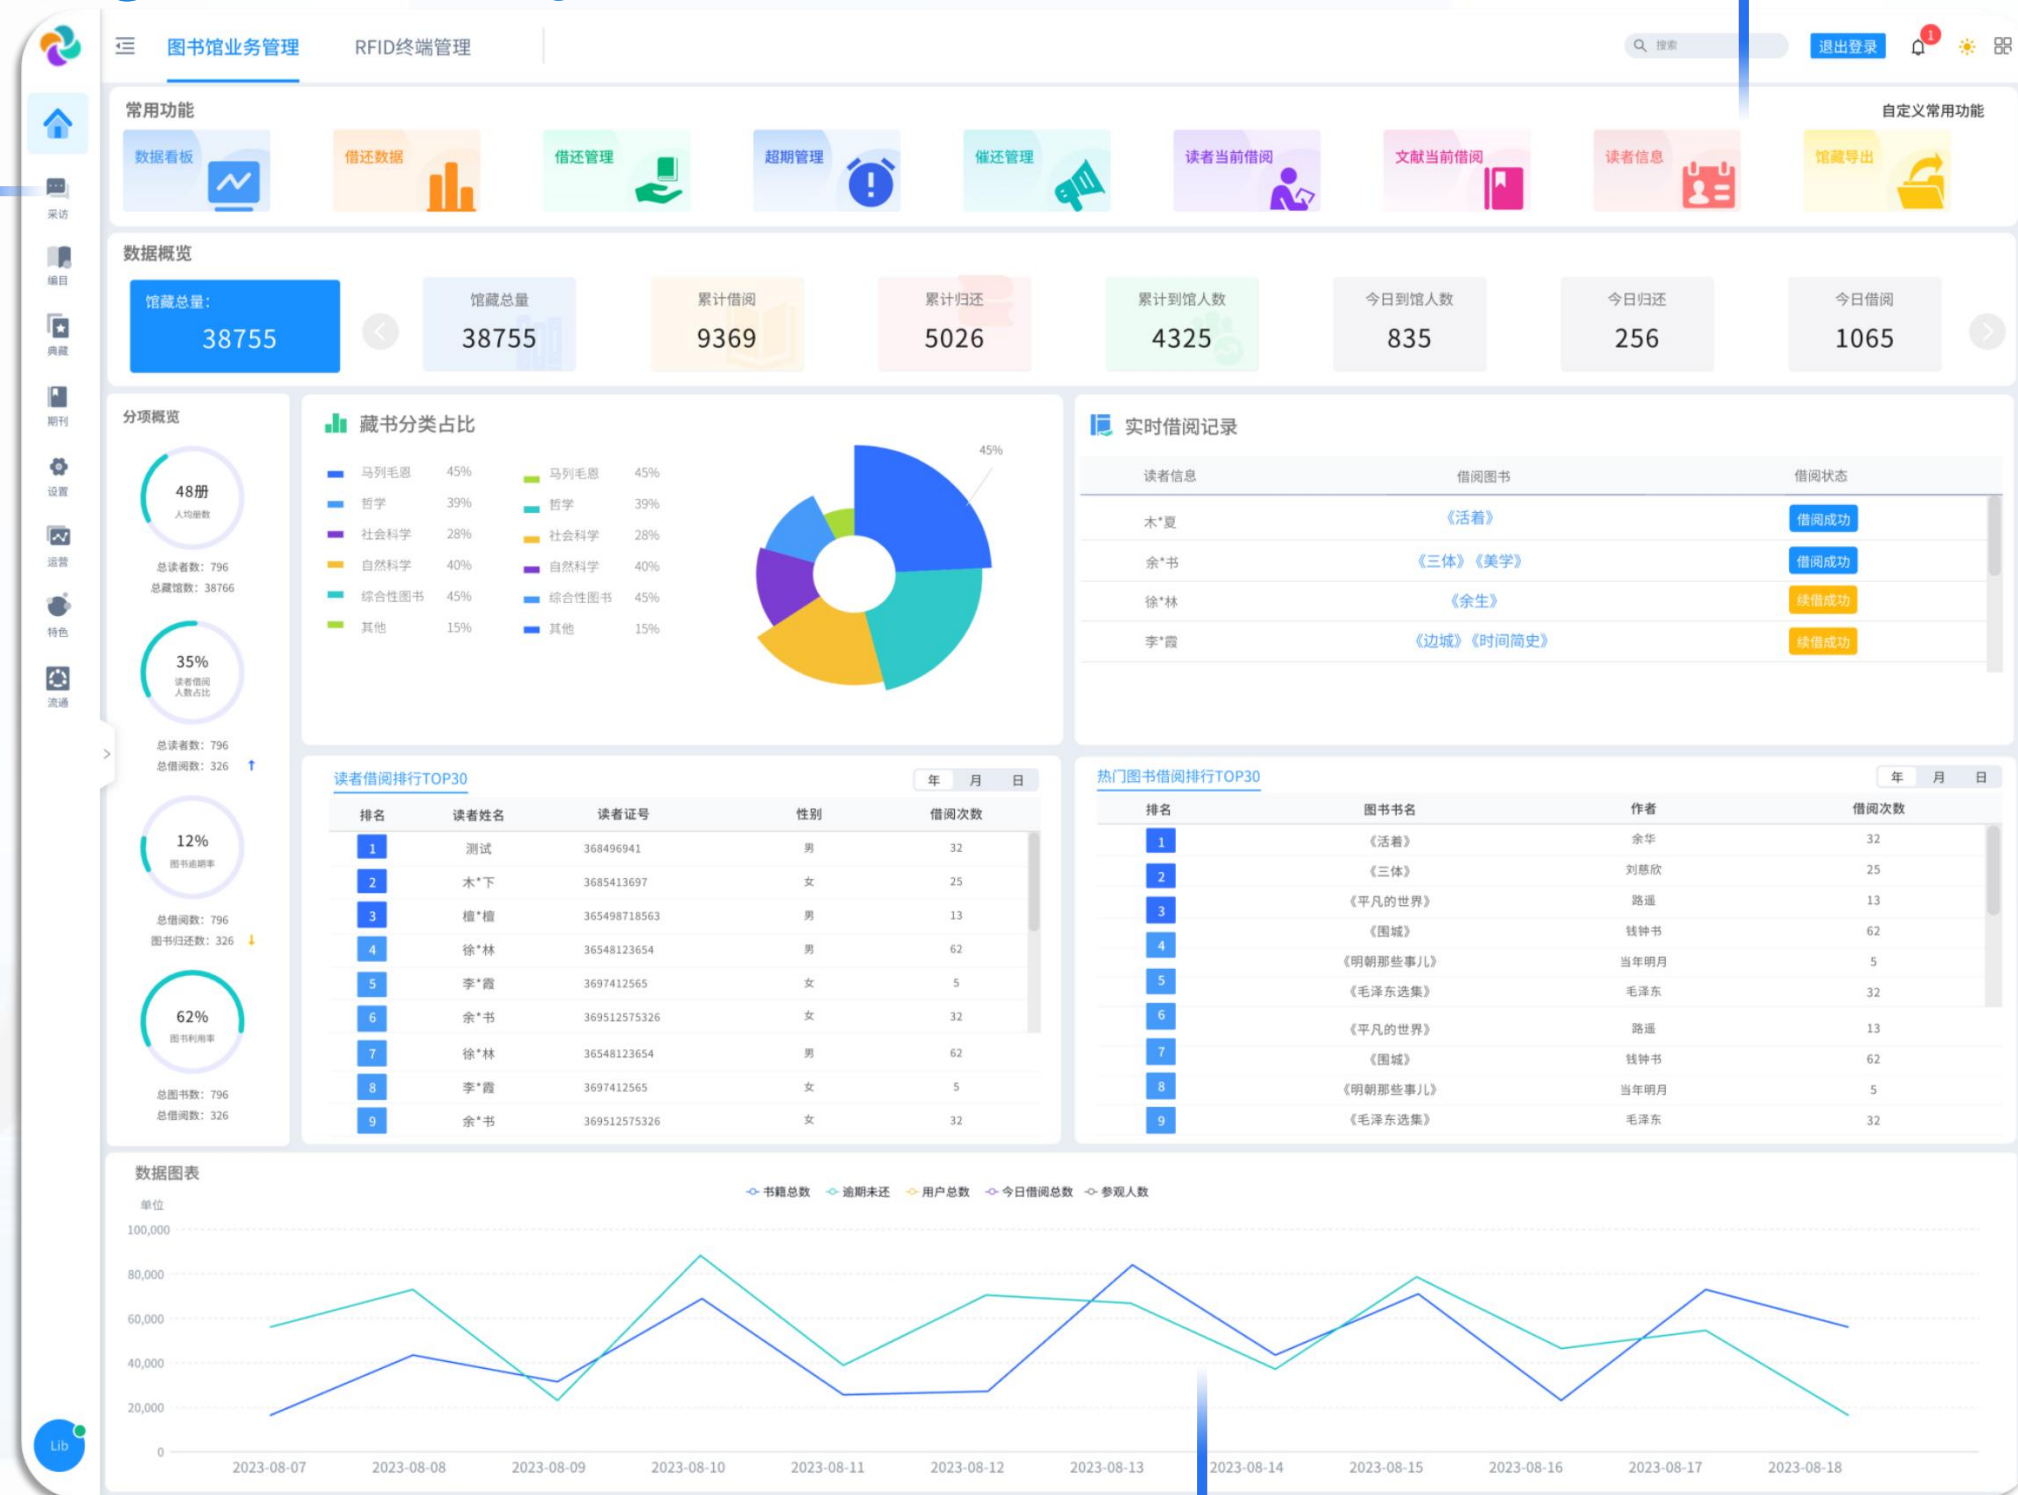 图书馆业务管理 RFID终端管理 搜索 退出登录 1
常用功能 自定义常用功能
数据看板 借还数据 借还管理 超期管理 催还管理 读者当前借阅 文献当前借阅 读者信息 馆藏导出
采访
编目
典藏
期刊
设置
运营
特色
流通
Lib
数据概览
馆藏总量：
38755
馆藏总量 累计借阅 累计归还 累计到馆人数 今日到馆人数 今日归还 今日借阅
38755 9369 5026 4325 835 256 1065
分项概览
48册
人均册数
总读者数：796
总藏馆数：38766
35%
读者借阅
人数占比
总读者数：796
总借阅数：326
12%
图书逾期率
总借阅数：796
图书归还数：326
62%
图书利用率
总图书数：796
总借阅数：326
藏书分类占比
马列毛恩 45% 马列毛恩 45%
哲学 39% 哲学 39%
社会科学 28% 社会科学 28%
自然科学 40% 自然科学 40%
综合性图书 45% 综合性图书 45%
其他 15% 其他 15%
45%
实时借阅记录
读者信息 借阅图书 借阅状态
木*夏 《活着》 借阅成功
余*书 《三体》《美学》 借阅成功
徐*林 《余生》 续借成功
李*霞 《边城》《时间简史》 续借成功
读者借阅排行TOP30 年 月 日
排名 读者姓名 读者证号 性别 借阅次数
1 测试 368496941 男 32
2 木*下 3685413697 女 25
3 檀*檀 365498718563 男 13
4 徐*林 36548123654 男 62
5 李*霞 3697412565 女 5
6 余*书 369512575326 女 32
7 徐*林 36548123654 男 62
8 李*霞 3697412565 女 5
9 余*书 369512575326 女 32
热门图书借阅排行TOP30 年 月 日
排名 图书书名 作者 借阅次数
1 《活着》 余华 32
2 《三体》 刘慈欣 25
3 《平凡的世界》 路遥 13
4 《围城》 钱钟书 62
5 《明朝那些事儿》 当年明月 5
6 《毛泽东选集》 毛泽东 32
7 《平凡的世界》 路遥 13
8 《围城》 钱钟书 62
9 《明朝那些事儿》 当年明月 5
《毛泽东选集》 毛泽东 32
数据图表
单位
书籍总数 逾期未还 用户总数 今日借阅总数 参观人数
100,000
80,000
60,000
40,000
20,000
0
2023-08-07 2023-08-08 2023-08-09 2023-08-10 2023-08-11 2023-08-12 2023-08-13 2023-08-14 2023-08-15 2023-08-16 2023-08-17 2023-08-18